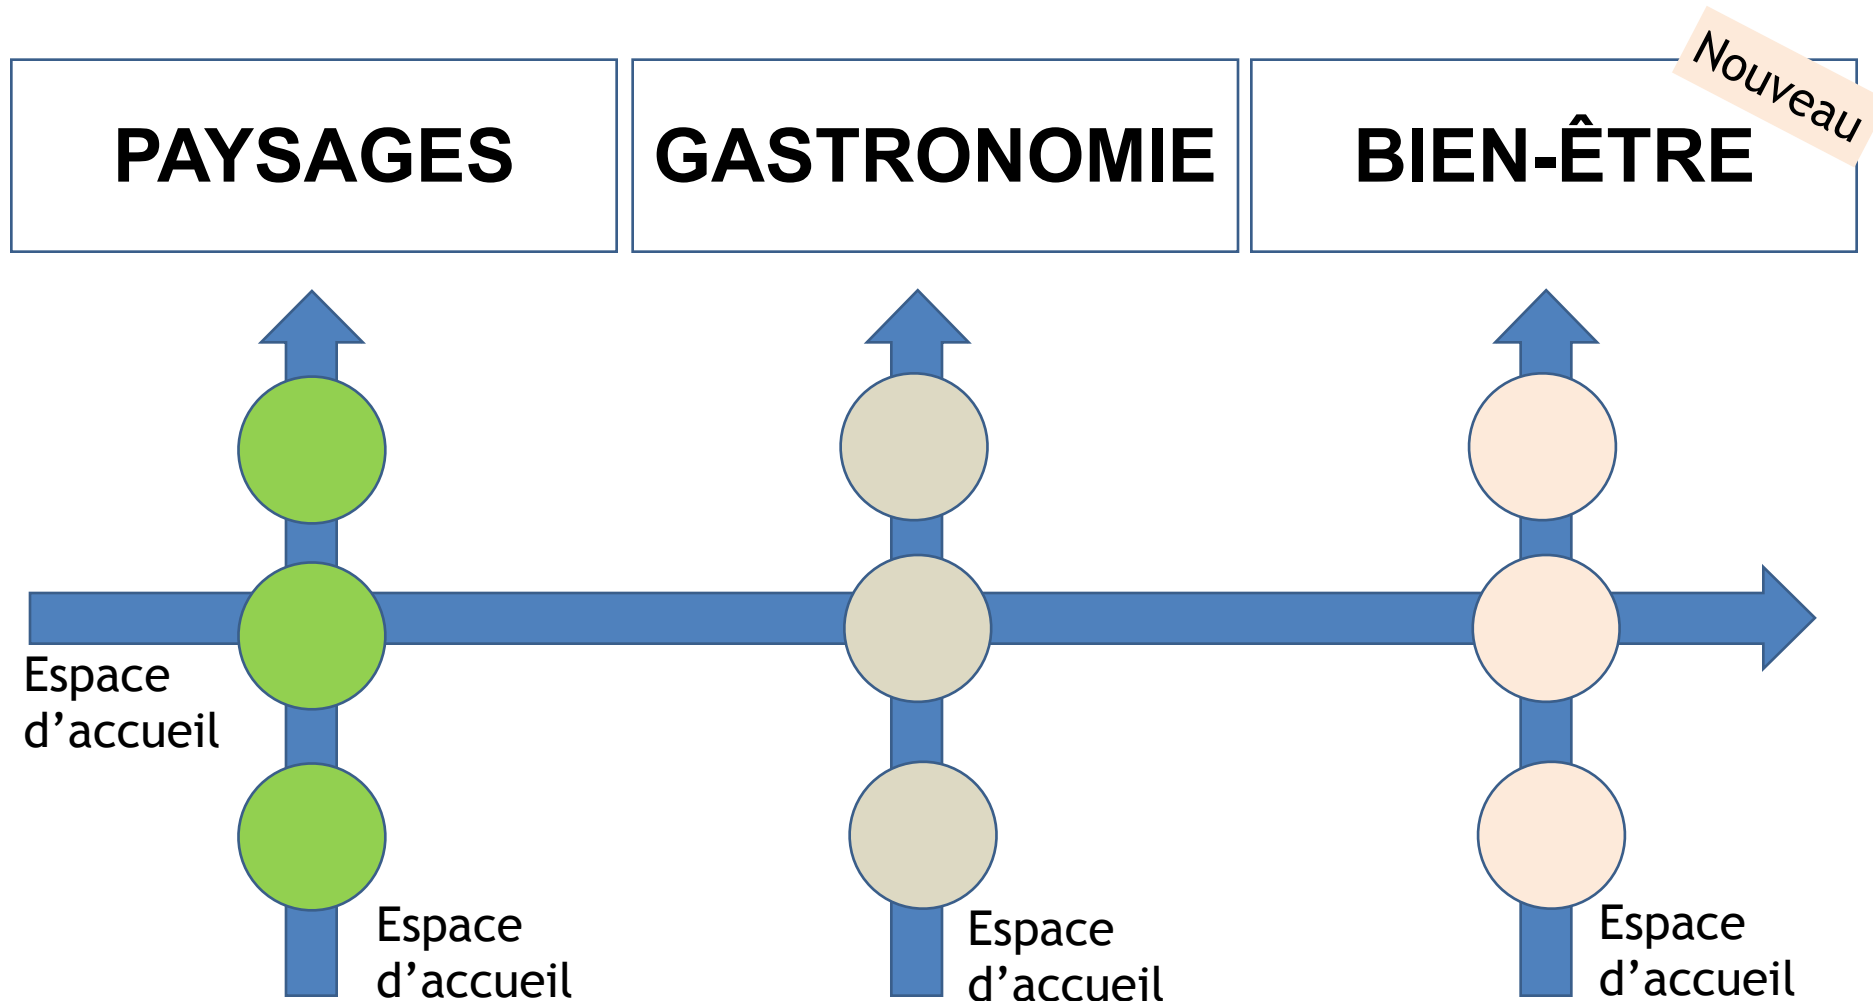 PAYSAGES
GASTRONOMIE
BIEN-ÊTRE
Nouveau
Espace
d’accueil
Espace
d’accueil
Espace
d’accueil
Espace
d’accueil